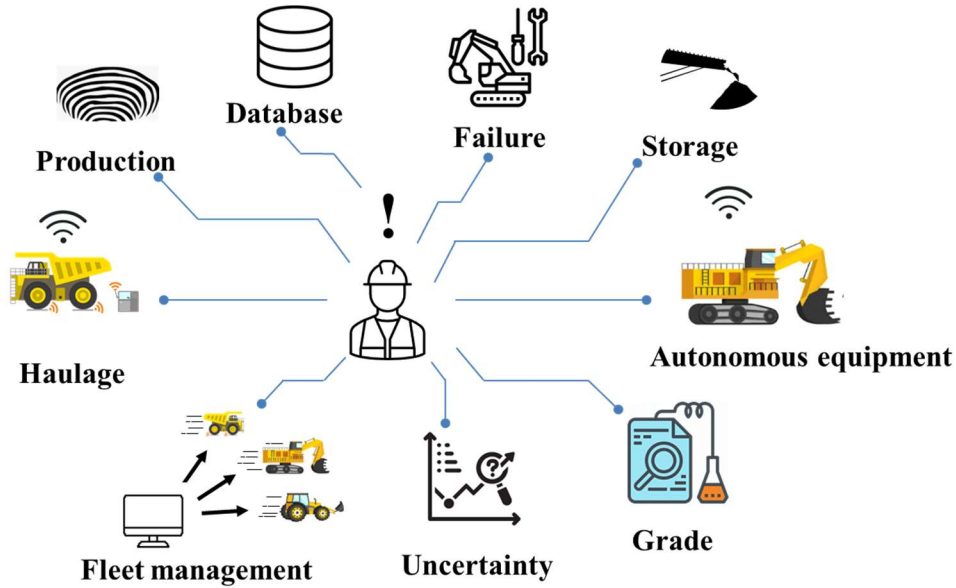 Database
Failure
Storage
Production
Haulage
Autonomous equipment
Fleet management
Uncertainty
Grade
!
?